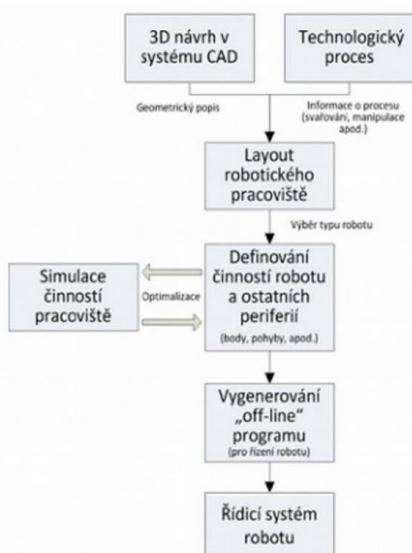 3D návrh v
systému CAD
Technologický
proces
Geometrický popis
Informace o procesu
(svařování, manipulace
apod.)
Layout
robotického
pracoviště
Výběr typu robotu
Simulace
činností
pracoviště
Optimalizace
Definování
činností robotu
a ostatních
periferií
(body, pohyby, apod.)
Vygenerování
„off-line“
programu
(pro řízení robotu)
Řídicí systém
robotu